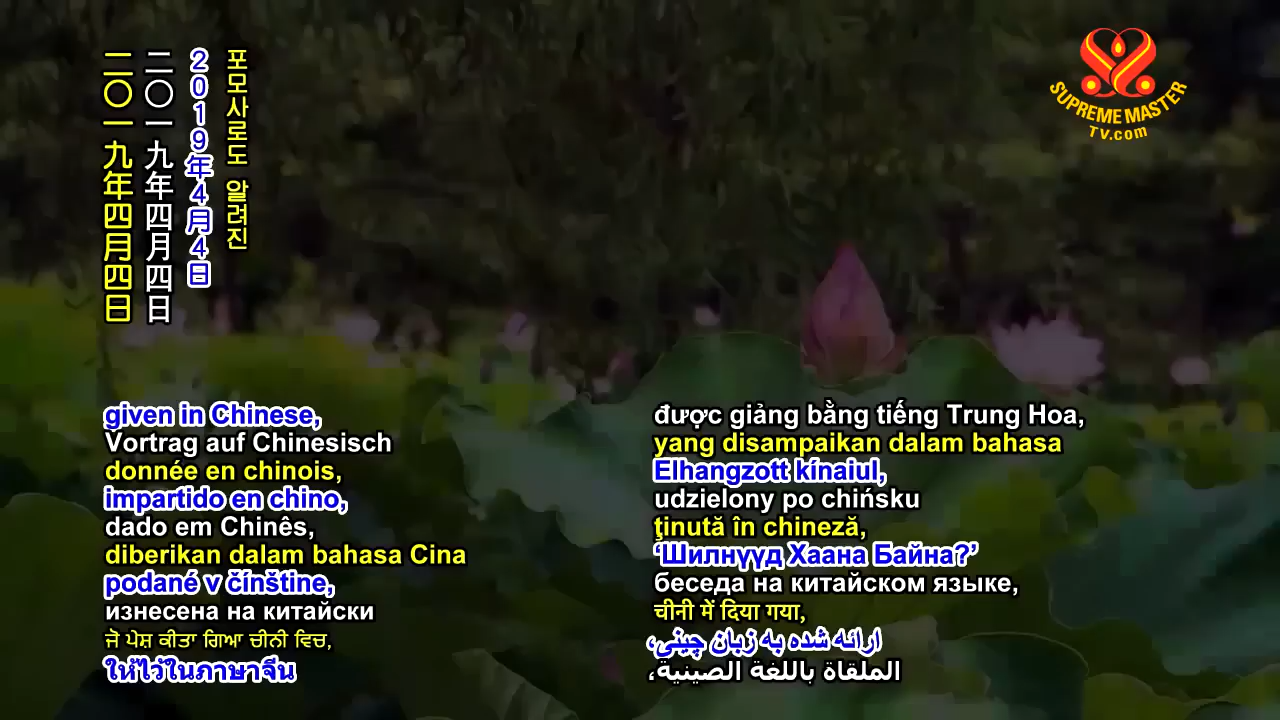 二〇一九年四月四日
二〇一九年四月四日
2019年4月4日
포모사로도 알려진
SUPREME MASTER
TV.com
given in Chinese,
Vortrag auf Chinesisch
donnée en chinois,
impartido en chino,
dado em Chinês,
diberikan dalam bahasa Cina
podané v čínštine,
изнесена на китайски
ਜੋ ਪੇਸ਼ ਕੀਤਾ ਗਿਆ ਚੀਨੀ ਵਿਚ,
ให้ไว้ในภาษาจีน
được giảng bằng tiếng Trung Hoa,
yang disampaikan dalam bahasa
Elhangzott kínaiul,
udzielony po chińsku
ţinută în chineză,
‘Шилнүүд Хаана Байна?’
беседа на китайском языке,
चीनी में दिया गया,
ارائه شده به زبان چینی،
الملقاة باللغة الصينية،